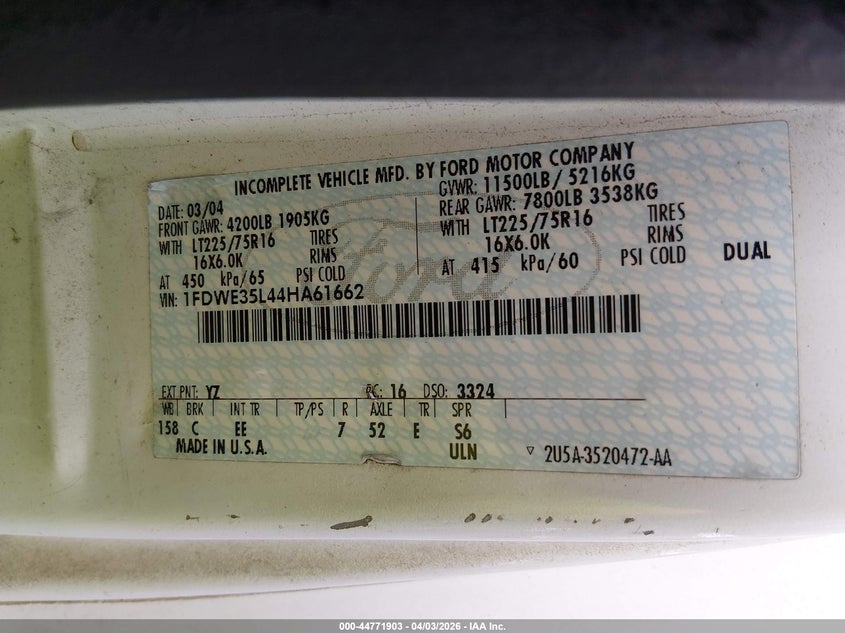 INCOMPLETE VEHICLE MFD. BY FORD MOTOR COMPANY
DATE: 03/04
GVWR: 11500LB/ 5216KG
FRONT GAWR: 4200LB 1905KG
REAR GAWR: 7800LB 3538KG
WITH LT225/75R16 TIRES
WITH LT225/75R16 TIRES
16X6.0K RIMS
16X6.0K RIMS
AT 450 kPa/65 PSI COLD
AT 415 kPa/60 PSI COLD
DUAL
VIN: 1FDWE35L44HA61662
Ford
EXT PNT: YZ RC: 16 DSO: 3324
WB BRK INT TR TP/PS R AXLE TR SPR
158 C EE 7 52 E S6
MADE IN U.S.A. ULN ▽ 2U5A-3520472-AA
000-44771903 - 04/03/2026 - IAA Inc.